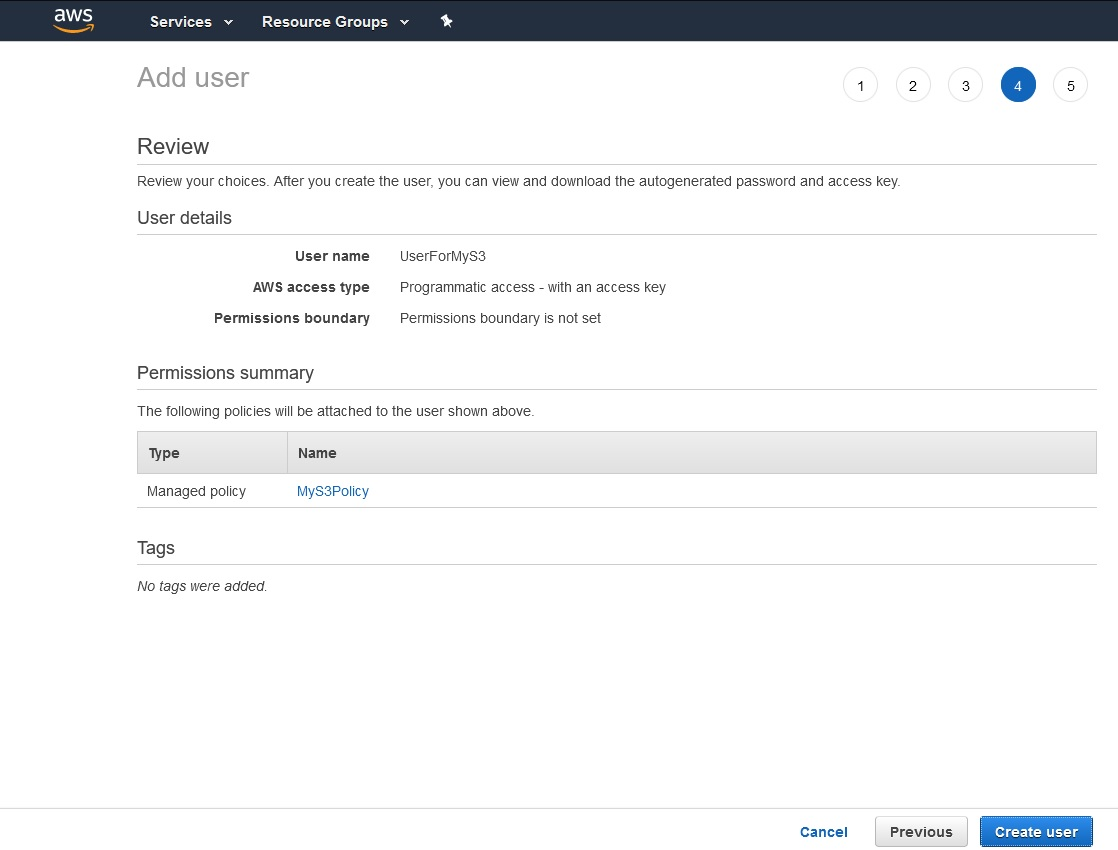 aws Services Resource Groups
Add user
1 2 3 4 5
Review
Review your choices. After you create the user, you can view and download the autogenerated password and access key.
User details
User name UserForMyS3
AWS access type Programmatic access - with an access key
Permissions boundary Permissions boundary is not set
Permissions summary
The following policies will be attached to the user shown above.
Type Name
Managed policy MyS3Policy
Tags
No tags were added.
Cancel Previous Create user